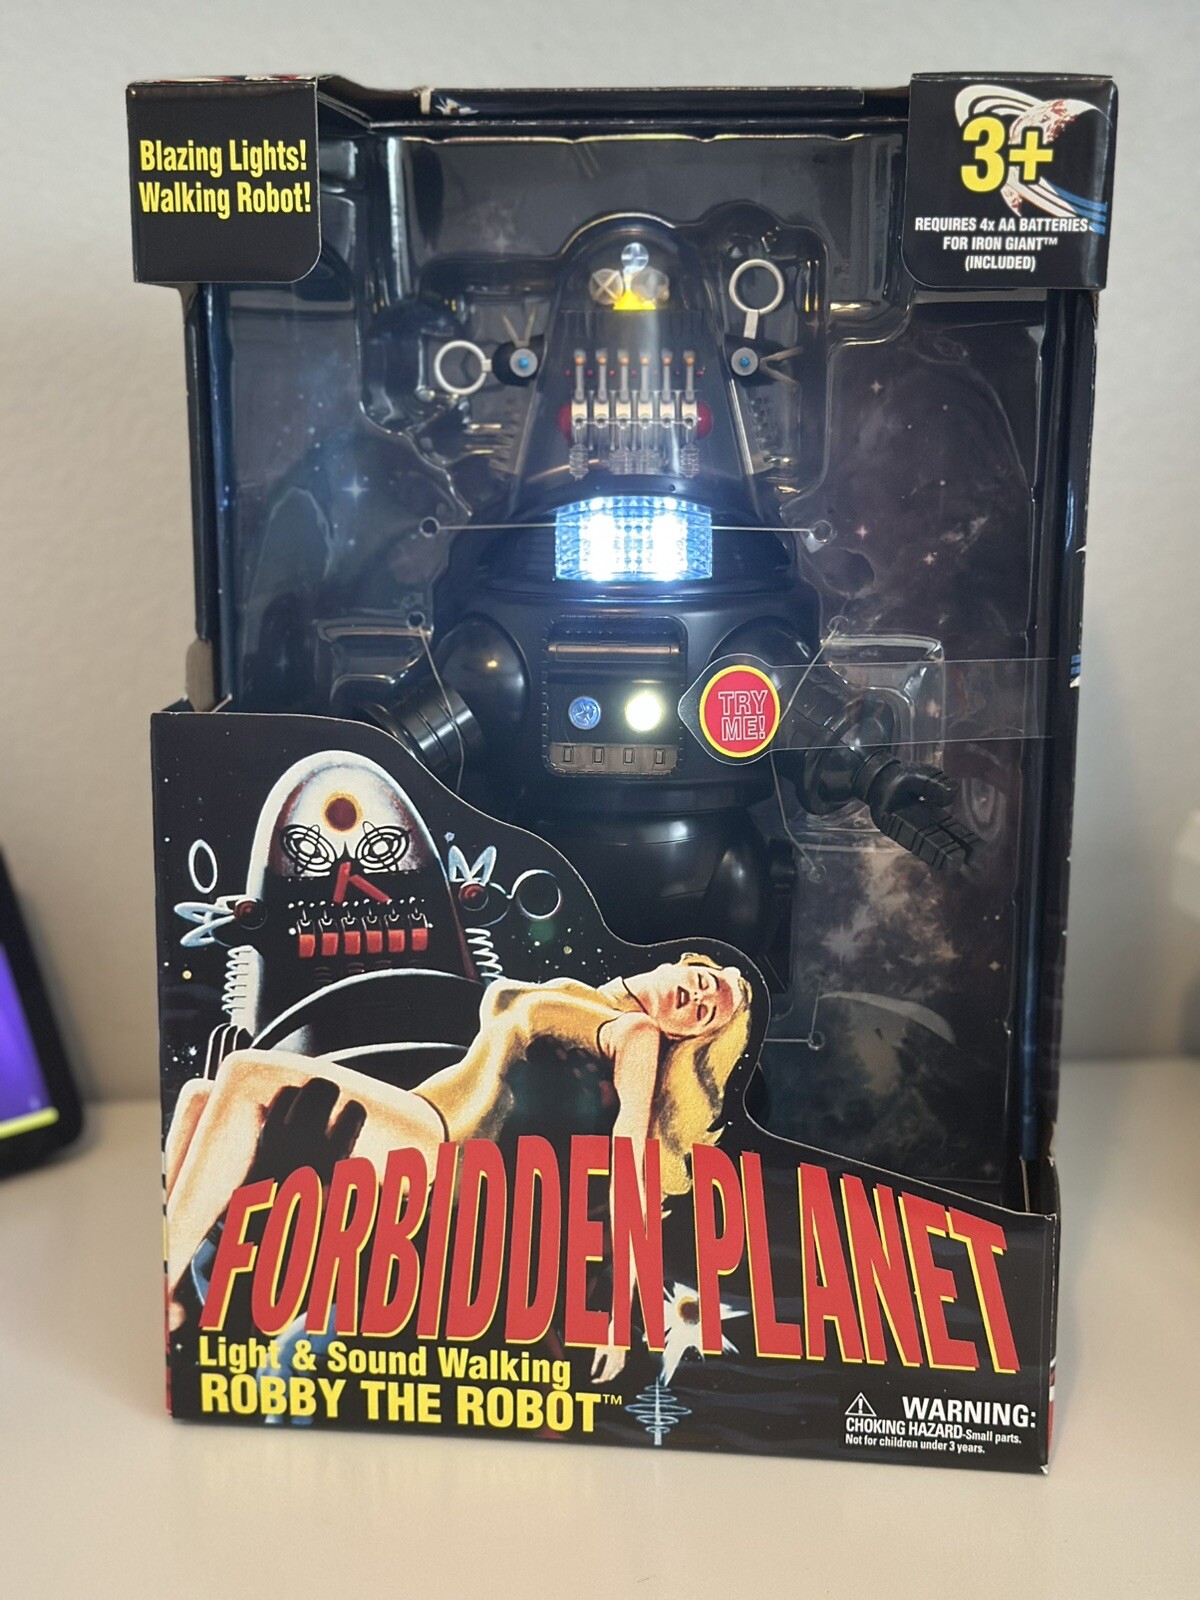 Blazing Lights!
Walking Robot!
3+
REQUIRES 4x AA BATTERIES
FOR IRON GIANT™
(INCLUDED)
TRY
ME!
FORBIDDEN PLANET
Light & Sound Walking
ROBBY THE ROBOT™
WARNING:
CHOKING HAZARD-Small parts.
Not for children under 3 years.